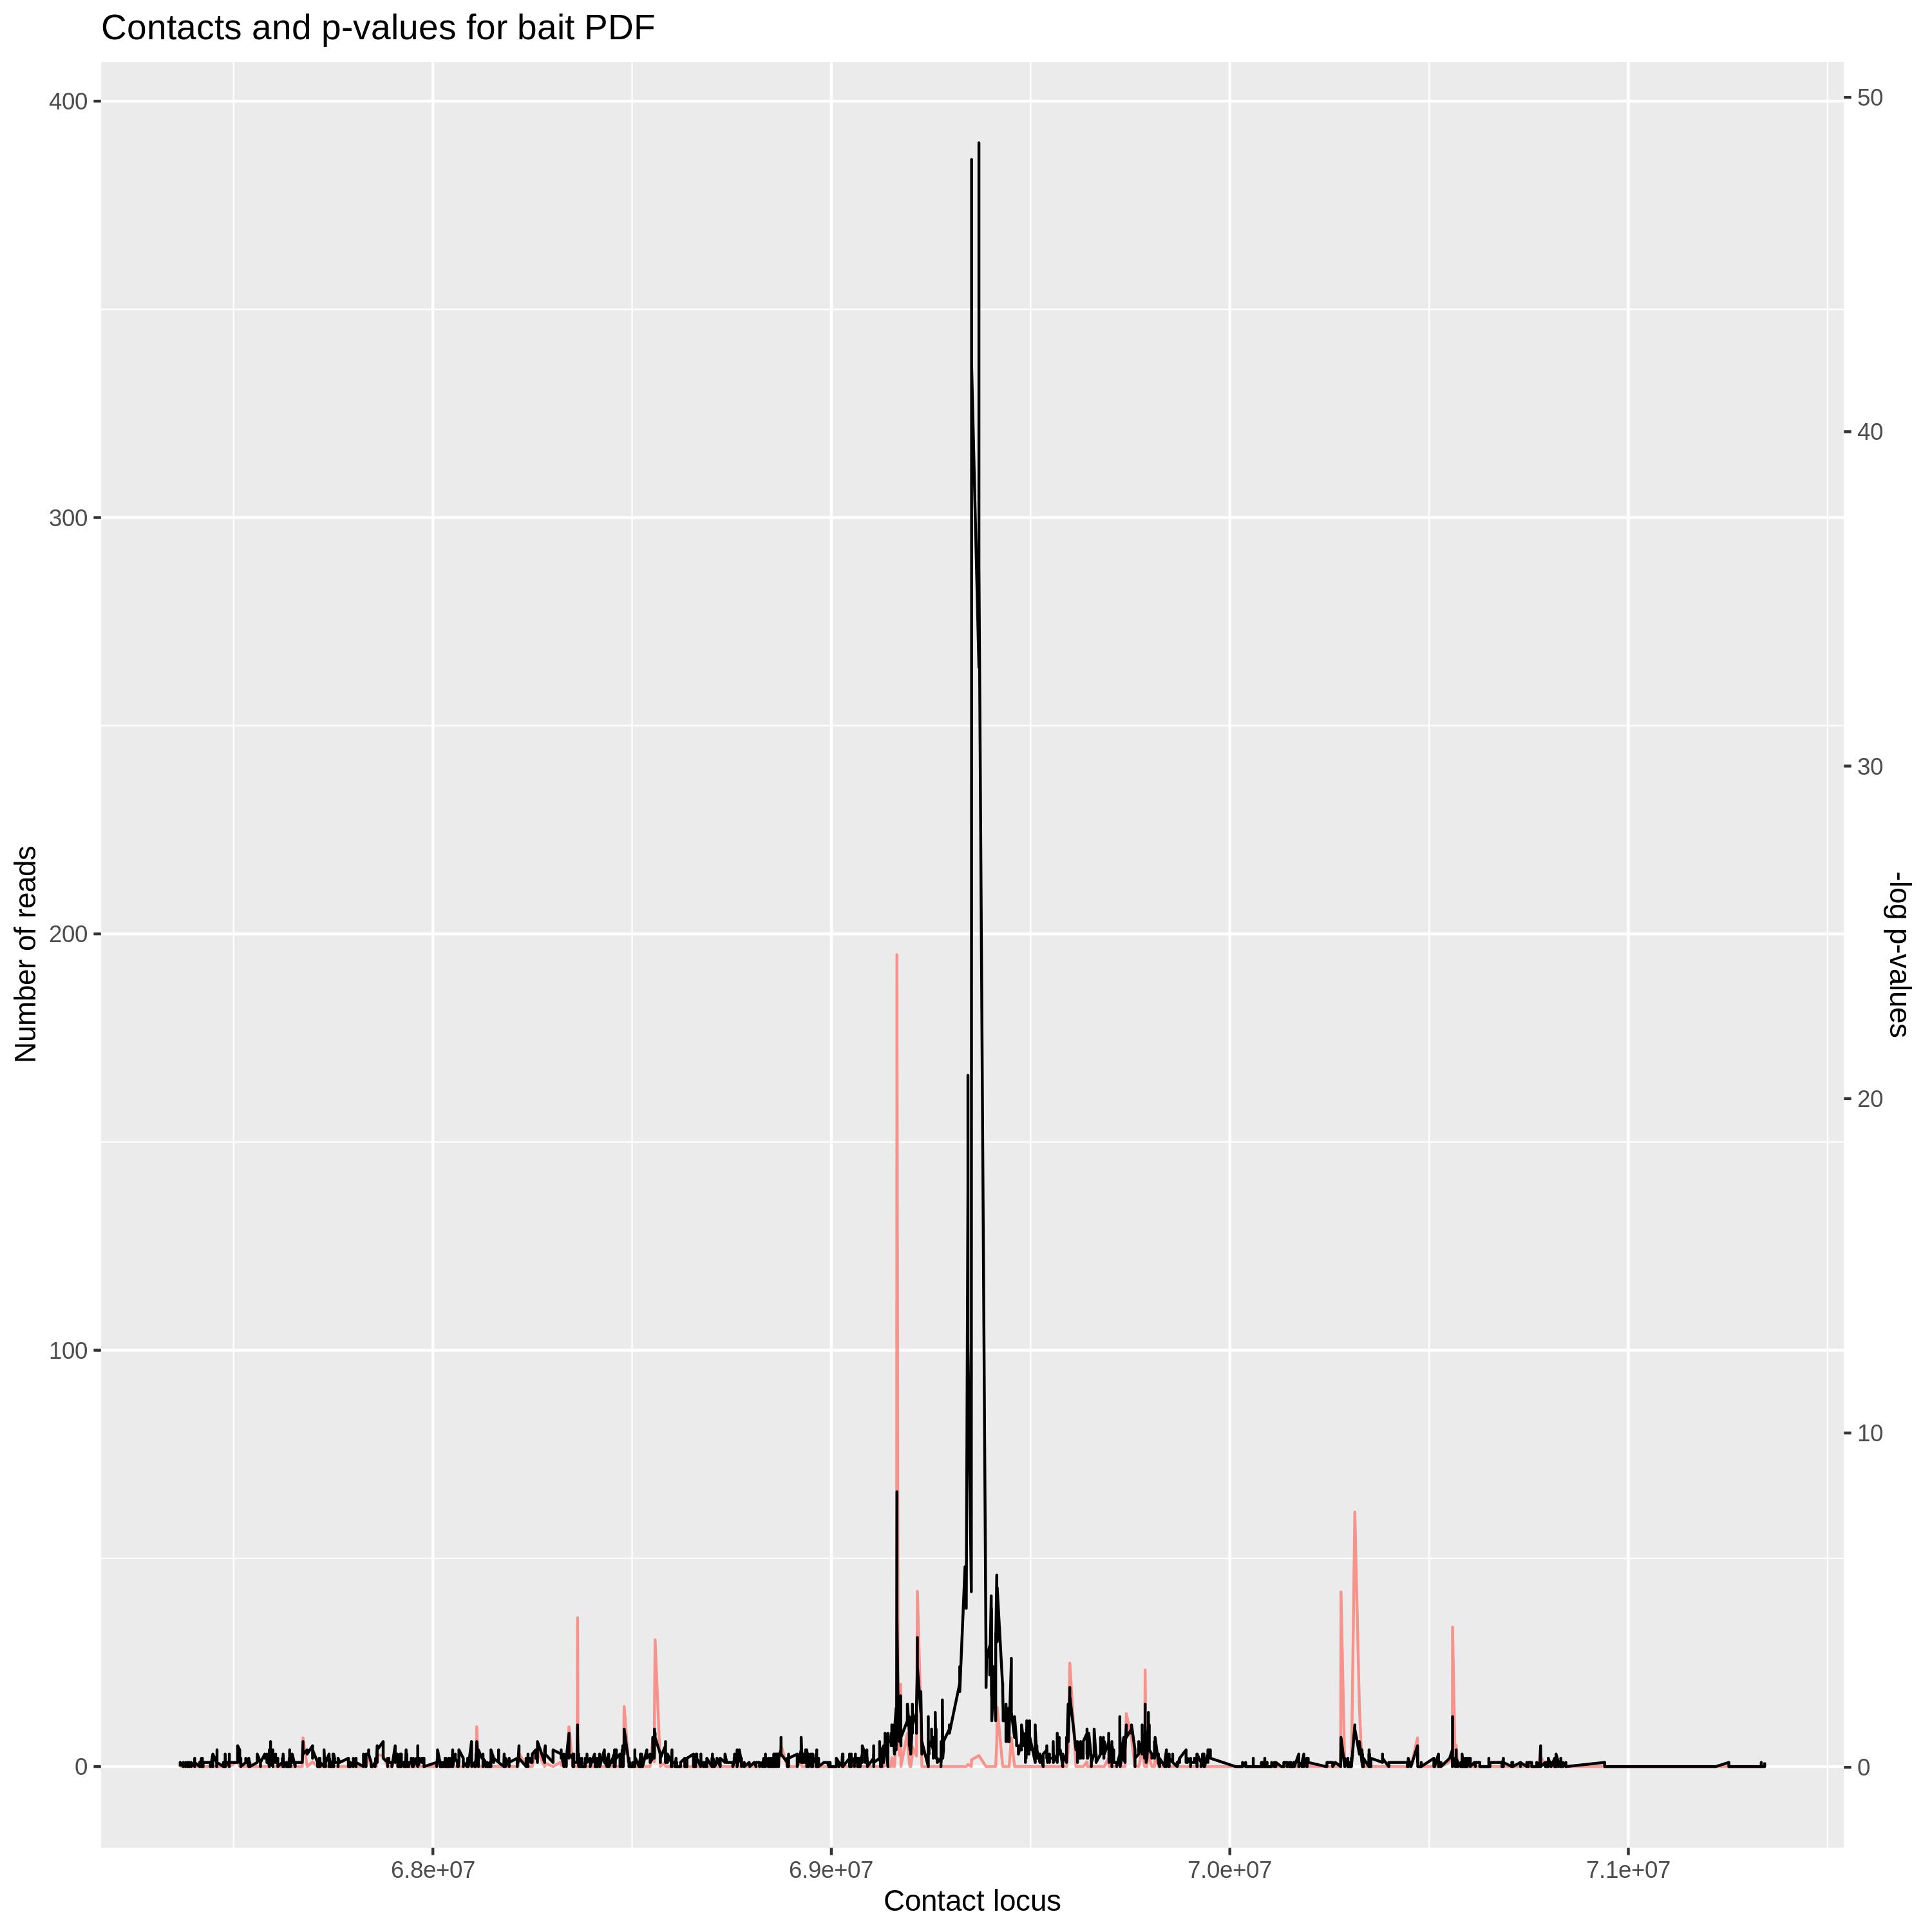 Contacts and p-values for bait PDF
400
300
200
100
0
Number of reads
50
40
30
20
10
0
-log p-values
6.8e+07
6.9e+07
7.0e+07
7.1e+07
Contact locus